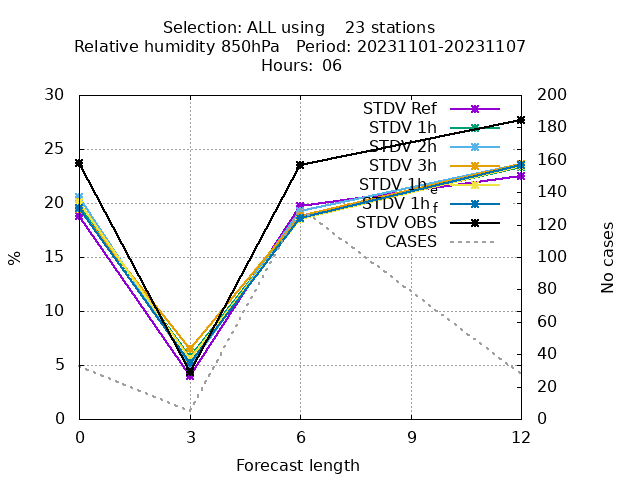 Selection: ALL using    23 stations
Relative humidity 850hPa   Period: 20231101-20231107
Hours: 06
30
25
20
15
10
5
0
%
200
180
160
140
120
100
80
60
40
20
0
No cases
STDV Ref
STDV 1h
STDV 2h
STDV 3h
STDV 1h e
STDV 1h f
STDV OBS
CASES
0 3 6 9 12
Forecast length